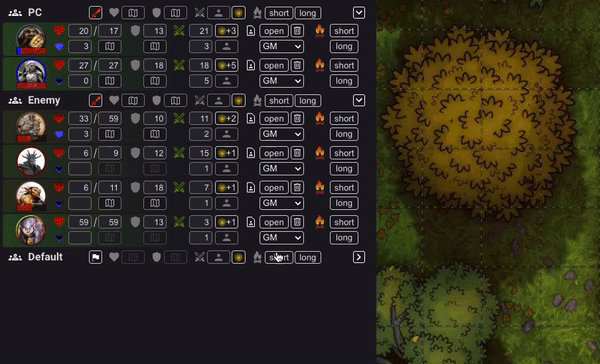 PC short long
20 / 17 13 21 +3 open short
3 3 GM long
27 / 27 18 18 +5 open short
0 5 GM long
Enemy short long
33 / 59 10 11 +2 open short
3 2 GM long
6 / 9 12 15 +1 open short
1 GM long
6 / 11 18 7 +1 open short
1 GM long
59 / 59 13 3 +1 open short
1 GM long
Default short long